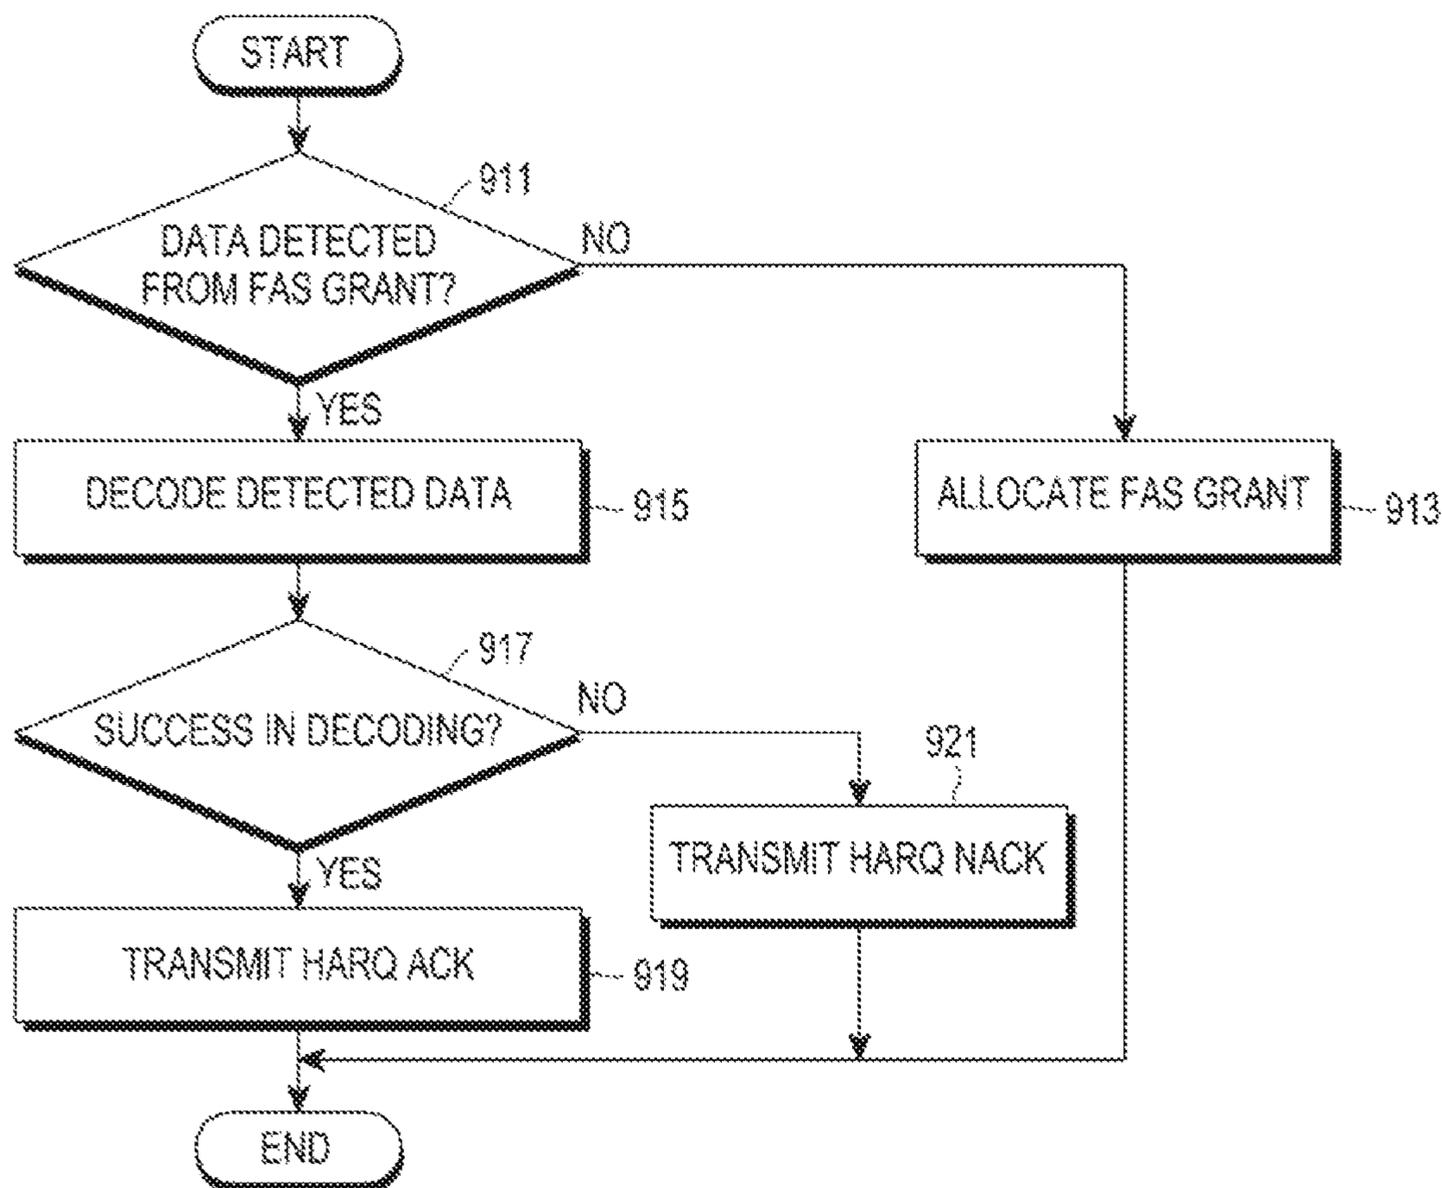 START
911
DATA DETECTED
FROM FAS GRANT?
NO
YES
DECODE DETECTED DATA
915
ALLOCATE FAS GRANT
913
917
SUCCESS IN DECODING?
NO
921
TRANSMIT HARQ NACK
YES
TRANSMIT HARQ ACK
919
END